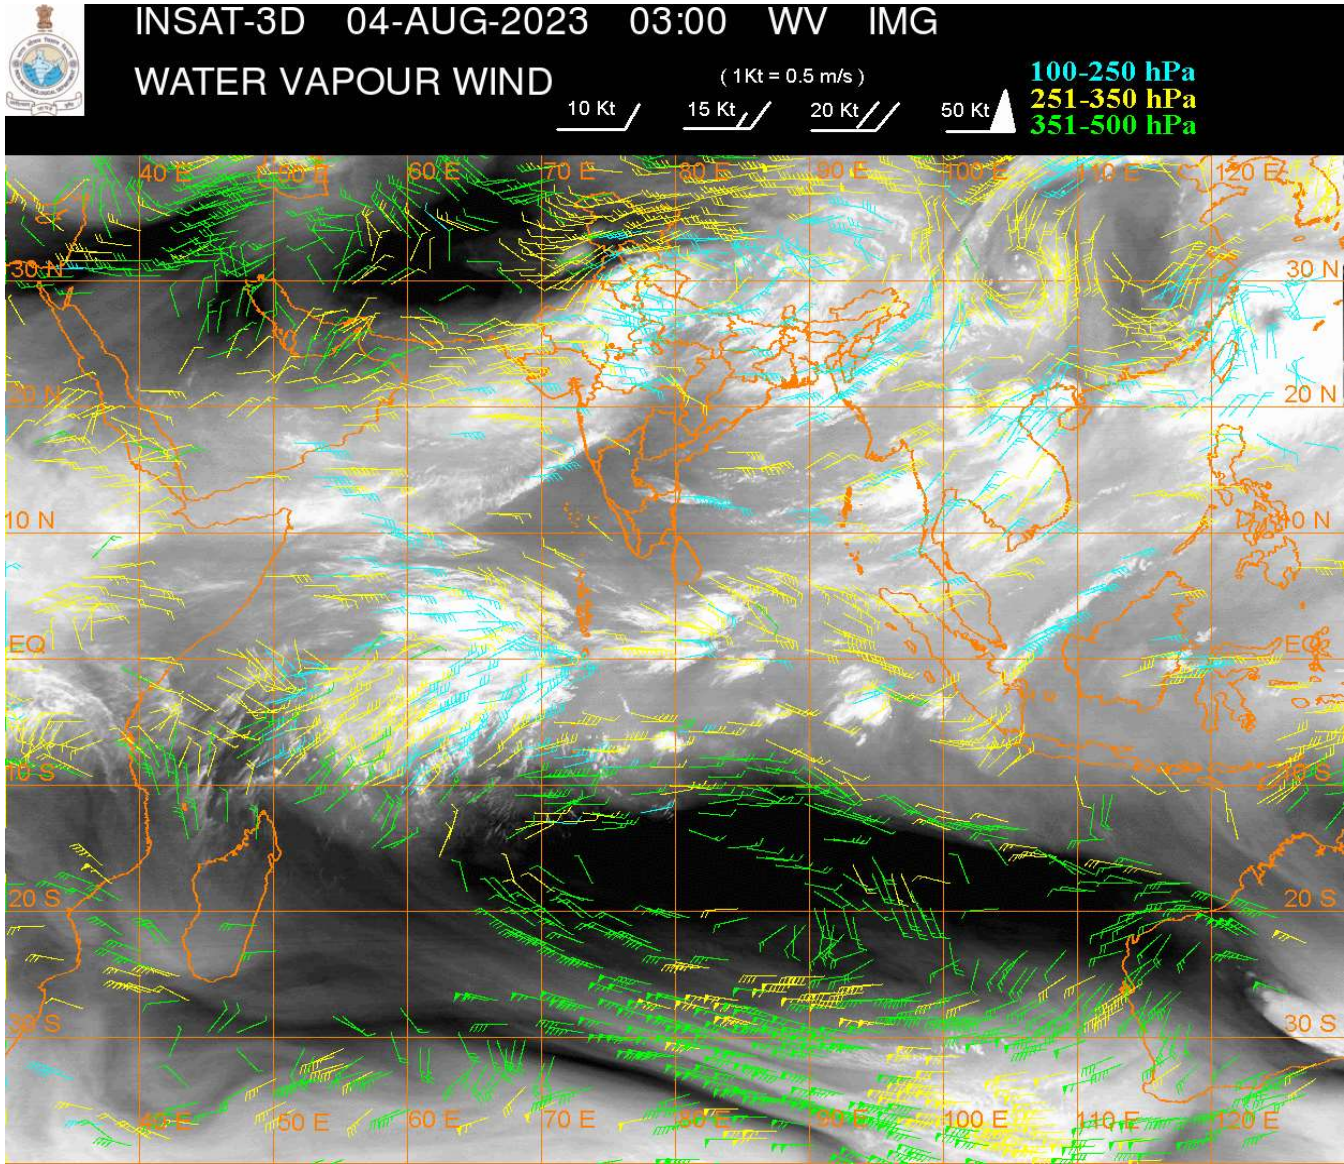 INSAT-3D 04-AUG-2023 03:00 WV IMG
WATER VAPOUR WIND
( 1Kt = 0.5 m/s )
10 Kt 15 Kt 20 Kt 50 Kt
100-250 hPa
251-350 hPa
351-500 hPa
40 E 50 E 60 E 70 E 80 E 90 E 100 E 110 E 120 E
30 N 30 N
20 N 20 N
10 N 10 N
EQ EQ
10 S 10 S
20 S 20 S
30 S 30 S
40 E 50 E 60 E 70 E 80 E 90 E 100 E 110 E 120 E